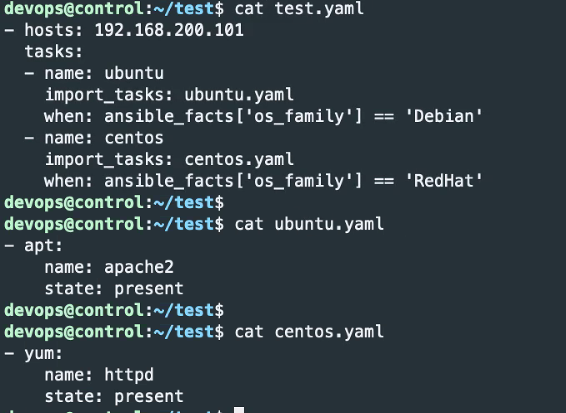 devops@control:~/test$ cat test.yaml
- hosts: 192.168.200.101
  tasks:
  - name: ubuntu
    import_tasks: ubuntu.yaml
    when: ansible_facts['os_family'] == 'Debian'
  - name: centos
    import_tasks: centos.yaml
    when: ansible_facts['os_family'] == 'RedHat'
devops@control:~/test$
devops@control:~/test$ cat ubuntu.yaml
- apt:
    name: apache2
    state: present
devops@control:~/test$
devops@control:~/test$ cat centos.yaml
- yum:
    name: httpd
    state: present
devops@control:~/test$